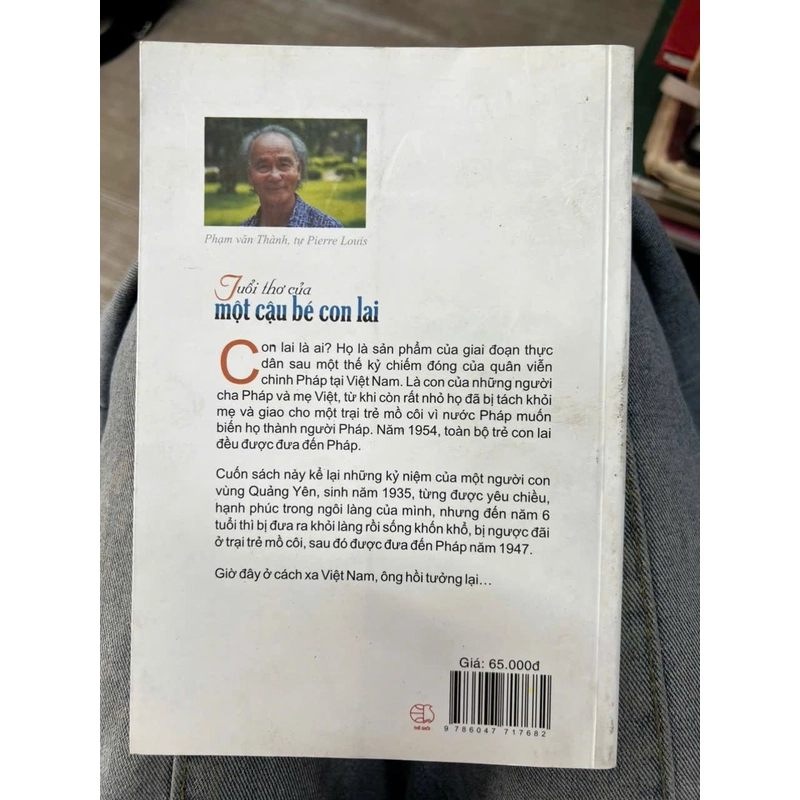 Phạm văn Thành, tự Pierre Louis
Tuổi thơ của
một cậu bé con lai
Con lai là ai? Họ là sản phẩm của giai đoạn thực
dân sau một thế kỷ chiếm đóng của quân viễn
chinh Pháp tại Việt Nam. Là con của những người
cha Pháp và mẹ Việt, từ khi còn rất nhỏ họ đã bị tách khỏi
mẹ và giao cho một trại trẻ mồ côi vì nước Pháp muốn
biến họ thành người Pháp. Năm 1954, toàn bộ trẻ con lai
đều được đưa đến Pháp.
Cuốn sách này kể lại những kỷ niệm của một người con
vùng Quảng Yên, sinh năm 1935, từng được yêu chiều,
hạnh phúc trong ngôi làng của mình, nhưng đến năm 6
tuổi thì bị đưa ra khỏi làng rồi sống khốn khổ, bị ngược đãi
ở trại trẻ mồ côi, sau đó được đưa đến Pháp năm 1947.
Giờ đây ở cách xa Việt Nam, ông hồi tưởng lại...
Giá: 65.000đ
THẾ GIỚI
9 786047 717682